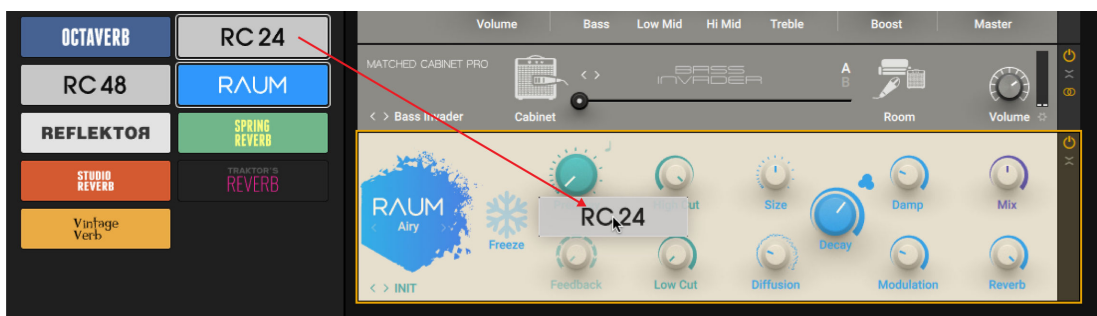 OCTAVERB
RC 24
RC 48
RAUM
REFLEKTOR
SPRING
REVERB
STUDIO
REVERB
TRAKTOR'S
REVERB
Vintage
Verb
Volume Bass Low Mid Hi Mid Treble Boost Master
MATCHED CABINET PRO
BASS
INVADER
A
B
< > Bass Invader Cabinet Room Volume
RAUM
< Airy >
Freeze
RC 24
Size Decay Damp Mix
< > INIT Feedback Low Cut Diffusion Modulation Reverb